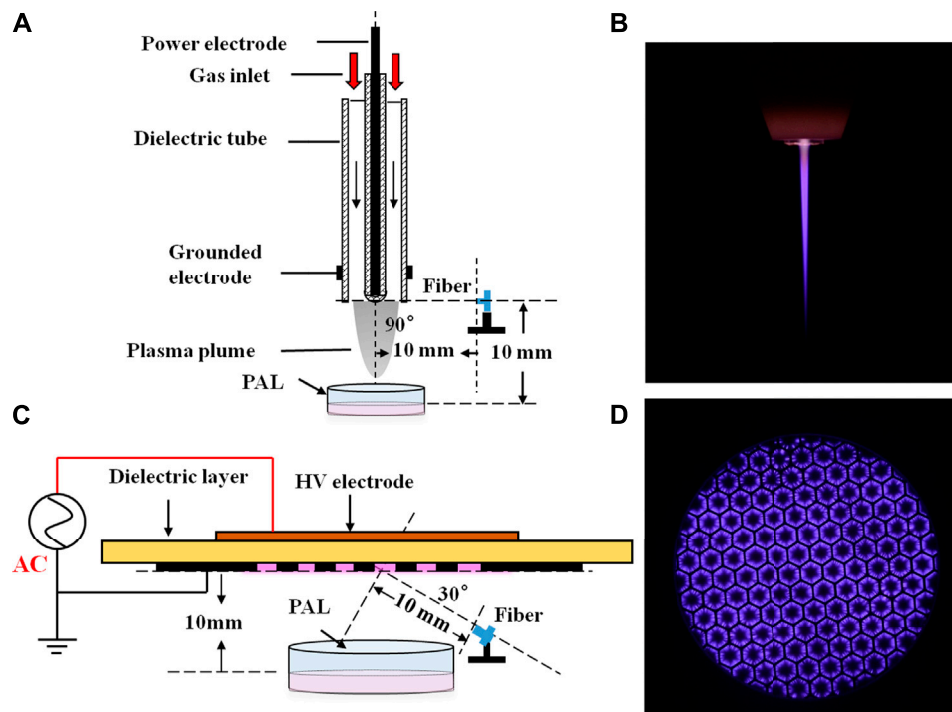 A
Power electrode
Gas inlet
Dielectric tube
Grounded
electrode
Fiber
90°
10 mm
10 mm
Plasma plume
PAL
B
C
Dielectric layer
HV electrode
AC
10mm
PAL
30°
10 mm
Fiber
D